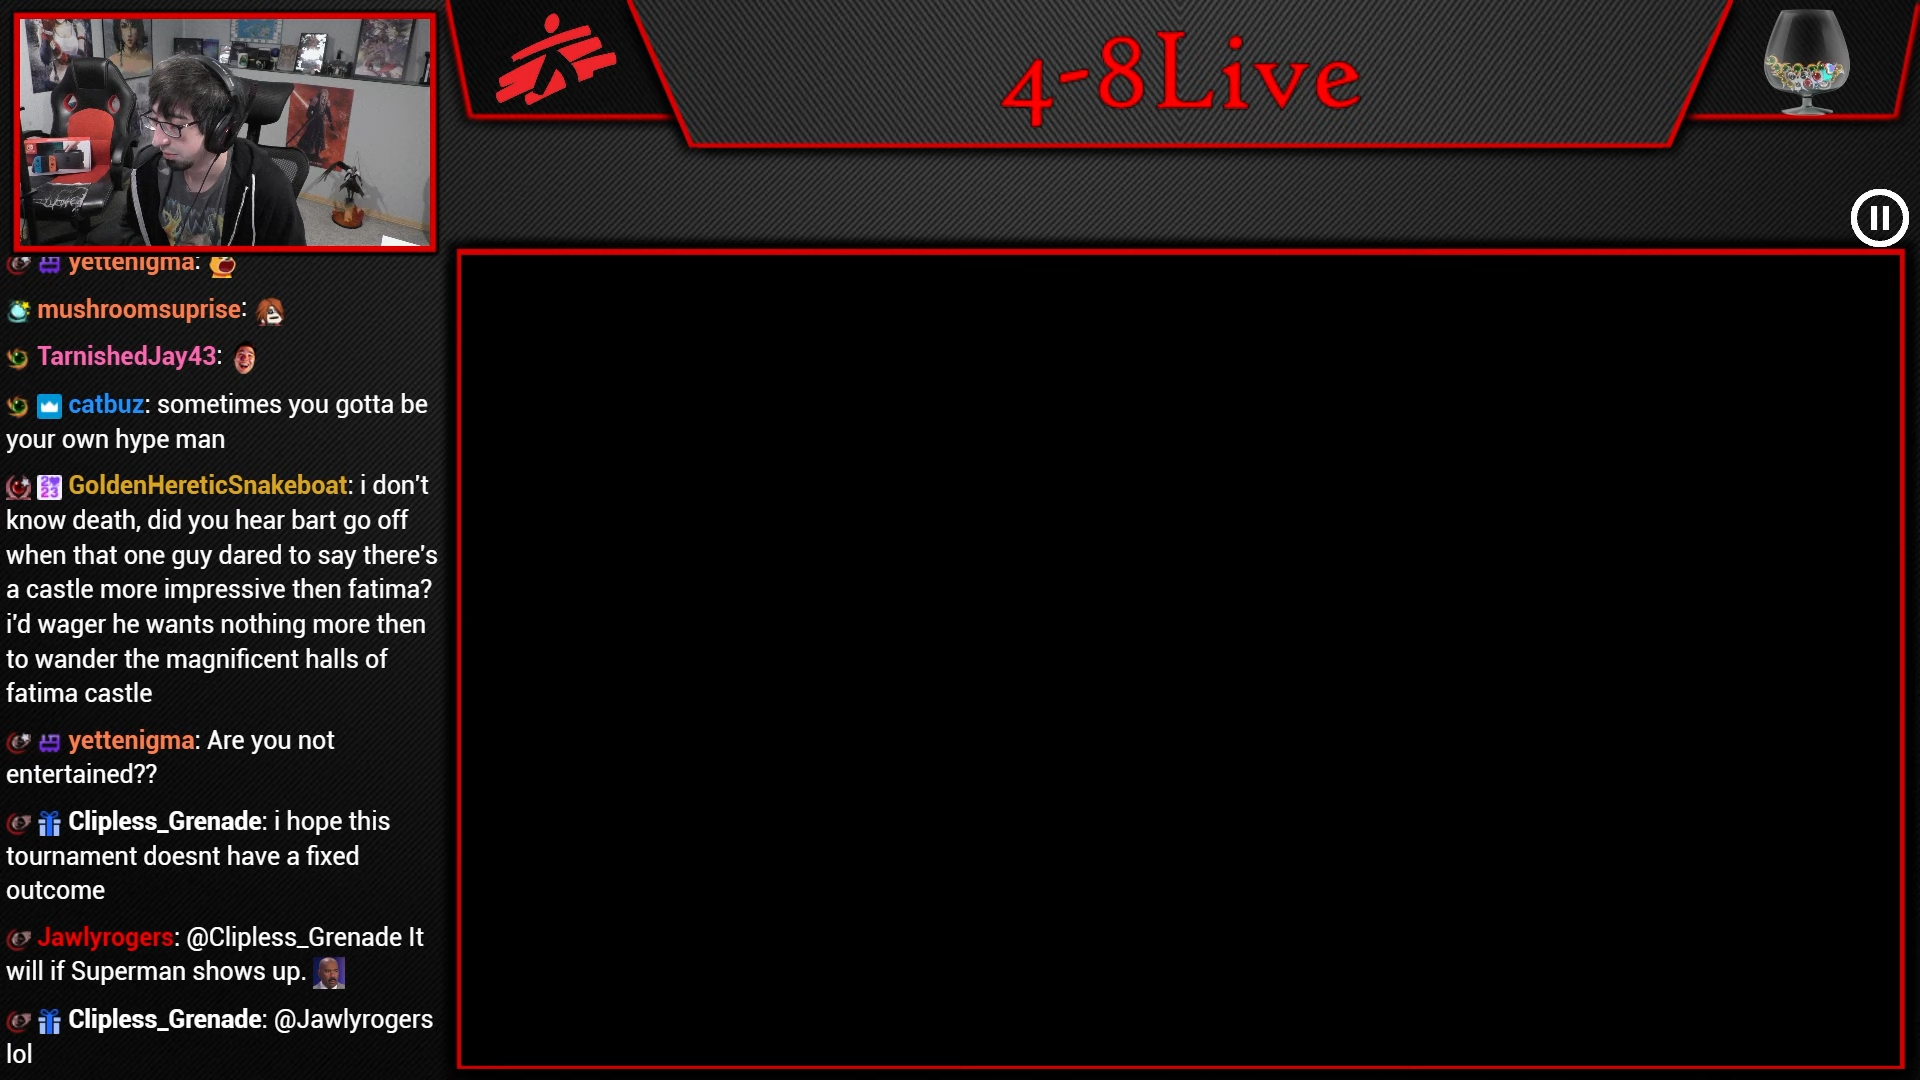 4-8Live
yettenigma:
mushroomsuprise:
TarnishedJay43:
catbuz: sometimes you gotta be
your own hype man
GoldenHereticSnakeboat: i don't
know death, did you hear bart go off
when that one guy dared to say there's
a castle more impressive then fatima?
i'd wager he wants nothing more then
to wander the magnificent halls of
fatima castle
yettenigma: Are you not
entertained??
Clipless_Grenade: i hope this
tournament doesnt have a fixed
outcome
Jawlyrogers: @Clipless_Grenade It
will if Superman shows up.
Clipless_Grenade: @Jawlyrogers
lol